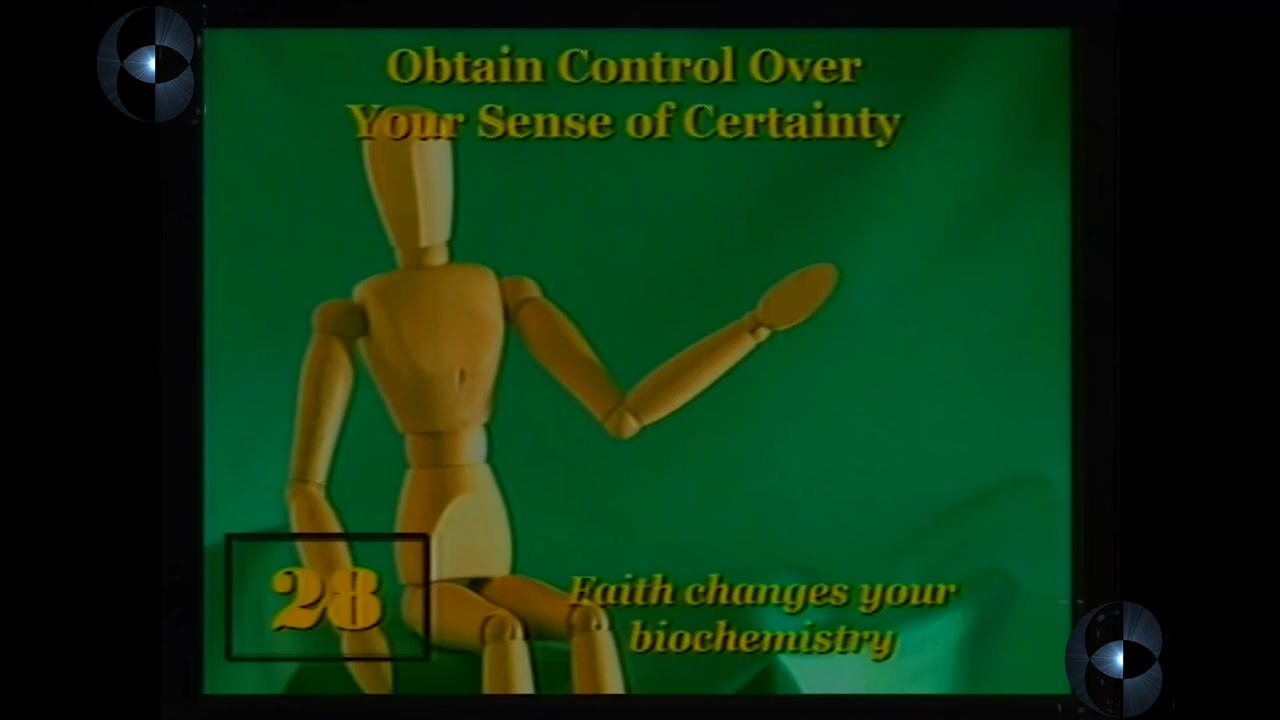 Obtain Control Over
Your Sense of Certainty
28
Faith changes your
biochemistry